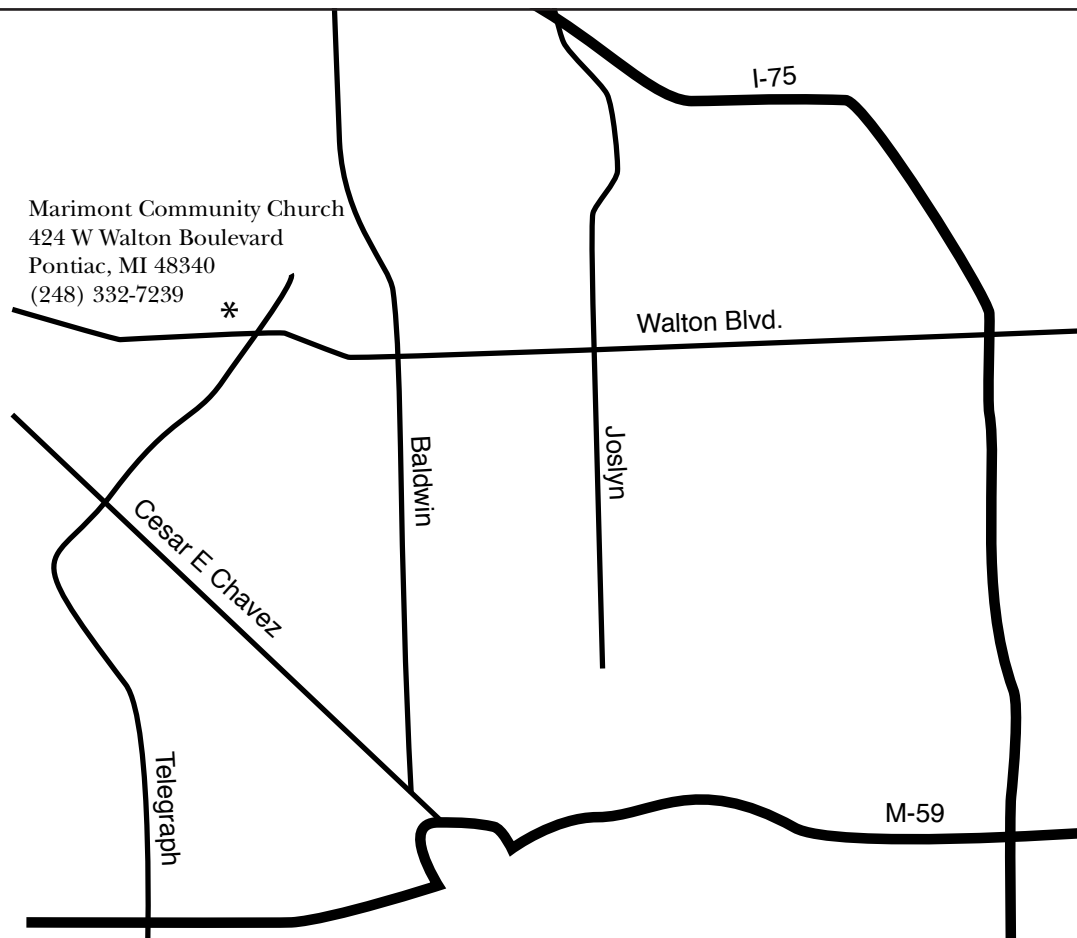 I-75
Marimont Community Church
424 W Walton Boulevard
Pontiac, MI 48340
(248) 332-7239
*
Walton Blvd.
Baldwin
Joslyn
Cesar E Chavez
Telegraph
M-59